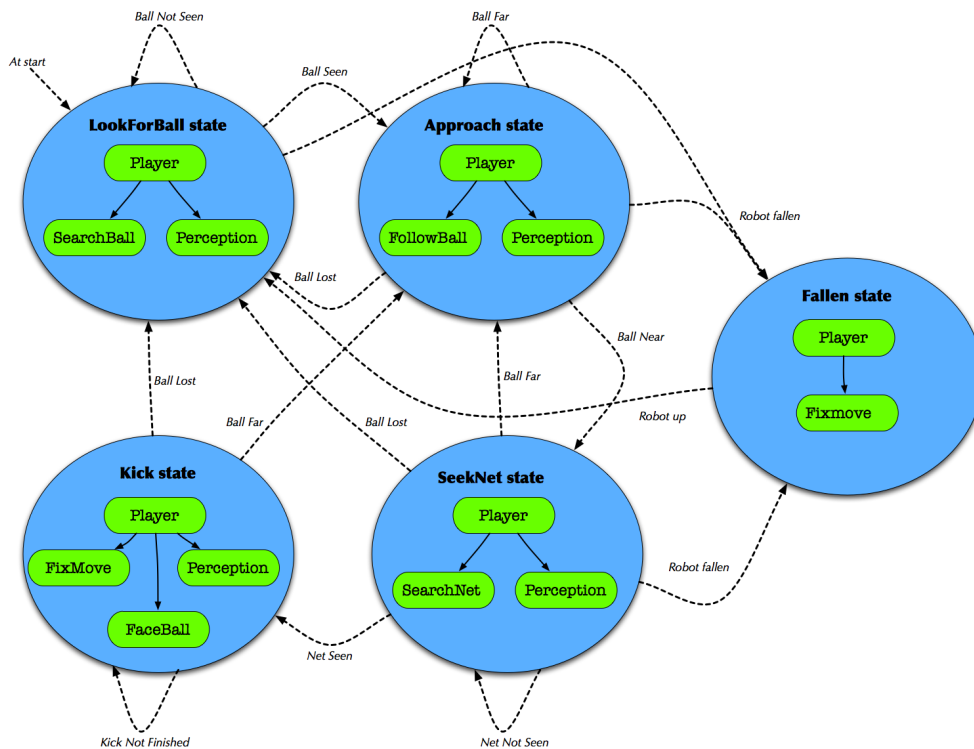 Ball Not Seen
Ball Far
At start
Ball Seen
LookForBall state
Approach state
Player
Player
SearchBall
Perception
FollowBall
Perception
Robot fallen
Ball Lost
Fallen state
Player
Ball Near
Ball Lost
Ball Far
Fixmove
Ball Far
Ball Lost
Robot up
Kick state
SeekNet state
Player
Player
FixMove
Perception
Robot fallen
SearchNet
Perception
FaceBall
Net Seen
Kick Not Finished
Net Not Seen